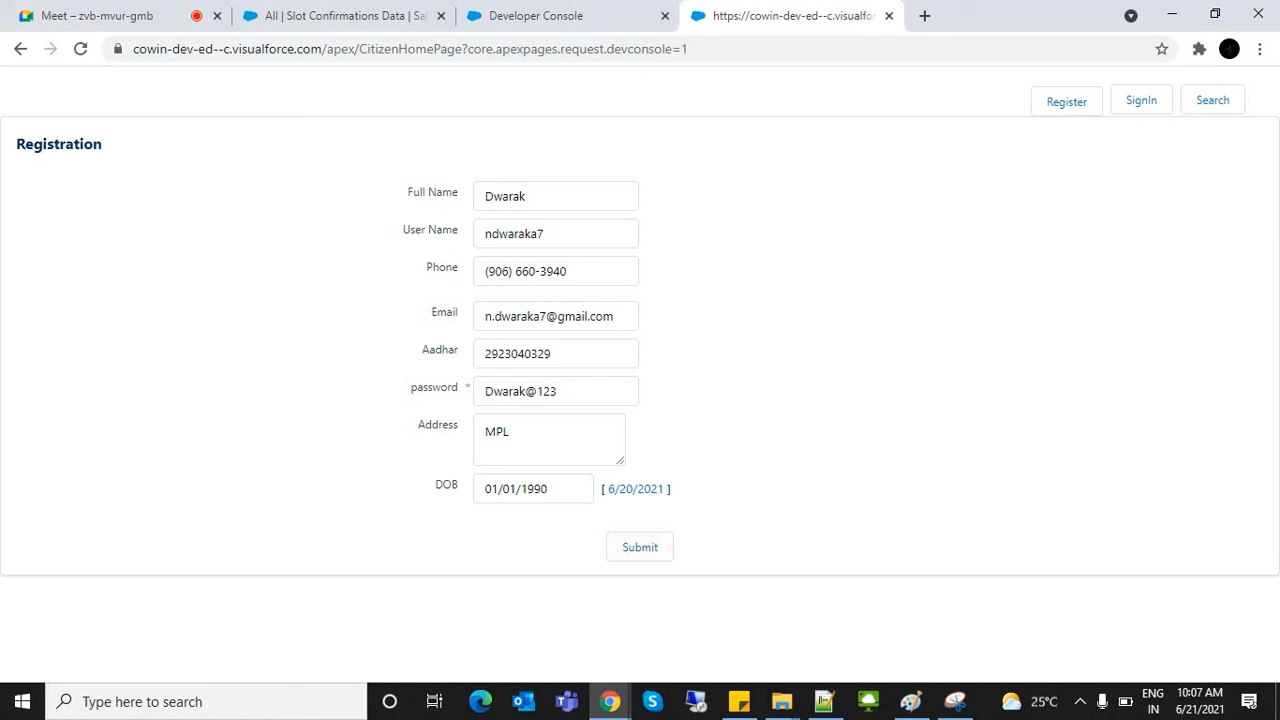 Meet – zvb-mvur-gmb
All | Slot Confirmations Data | Sa
Developer Console
https://cowin-dev-ed--c.visualfor
cowin-dev-ed--c.visualforce.com/apex/CitizenHomePage?core.apexpages.request.devconsole=1
Register
SignIn
Search
Registration
Full Name
Dwarak
User Name
ndwaraka7
Phone
(906) 660-3940
Email
n.dwaraka7@gmail.com
Aadhar
2923040329
password *
Dwarak@123
Address
MPL
DOB
01/01/1990
[ 6/20/2021 ]
Submit
Type here to search
25°C
ENG
IN
10:07 AM
6/21/2021